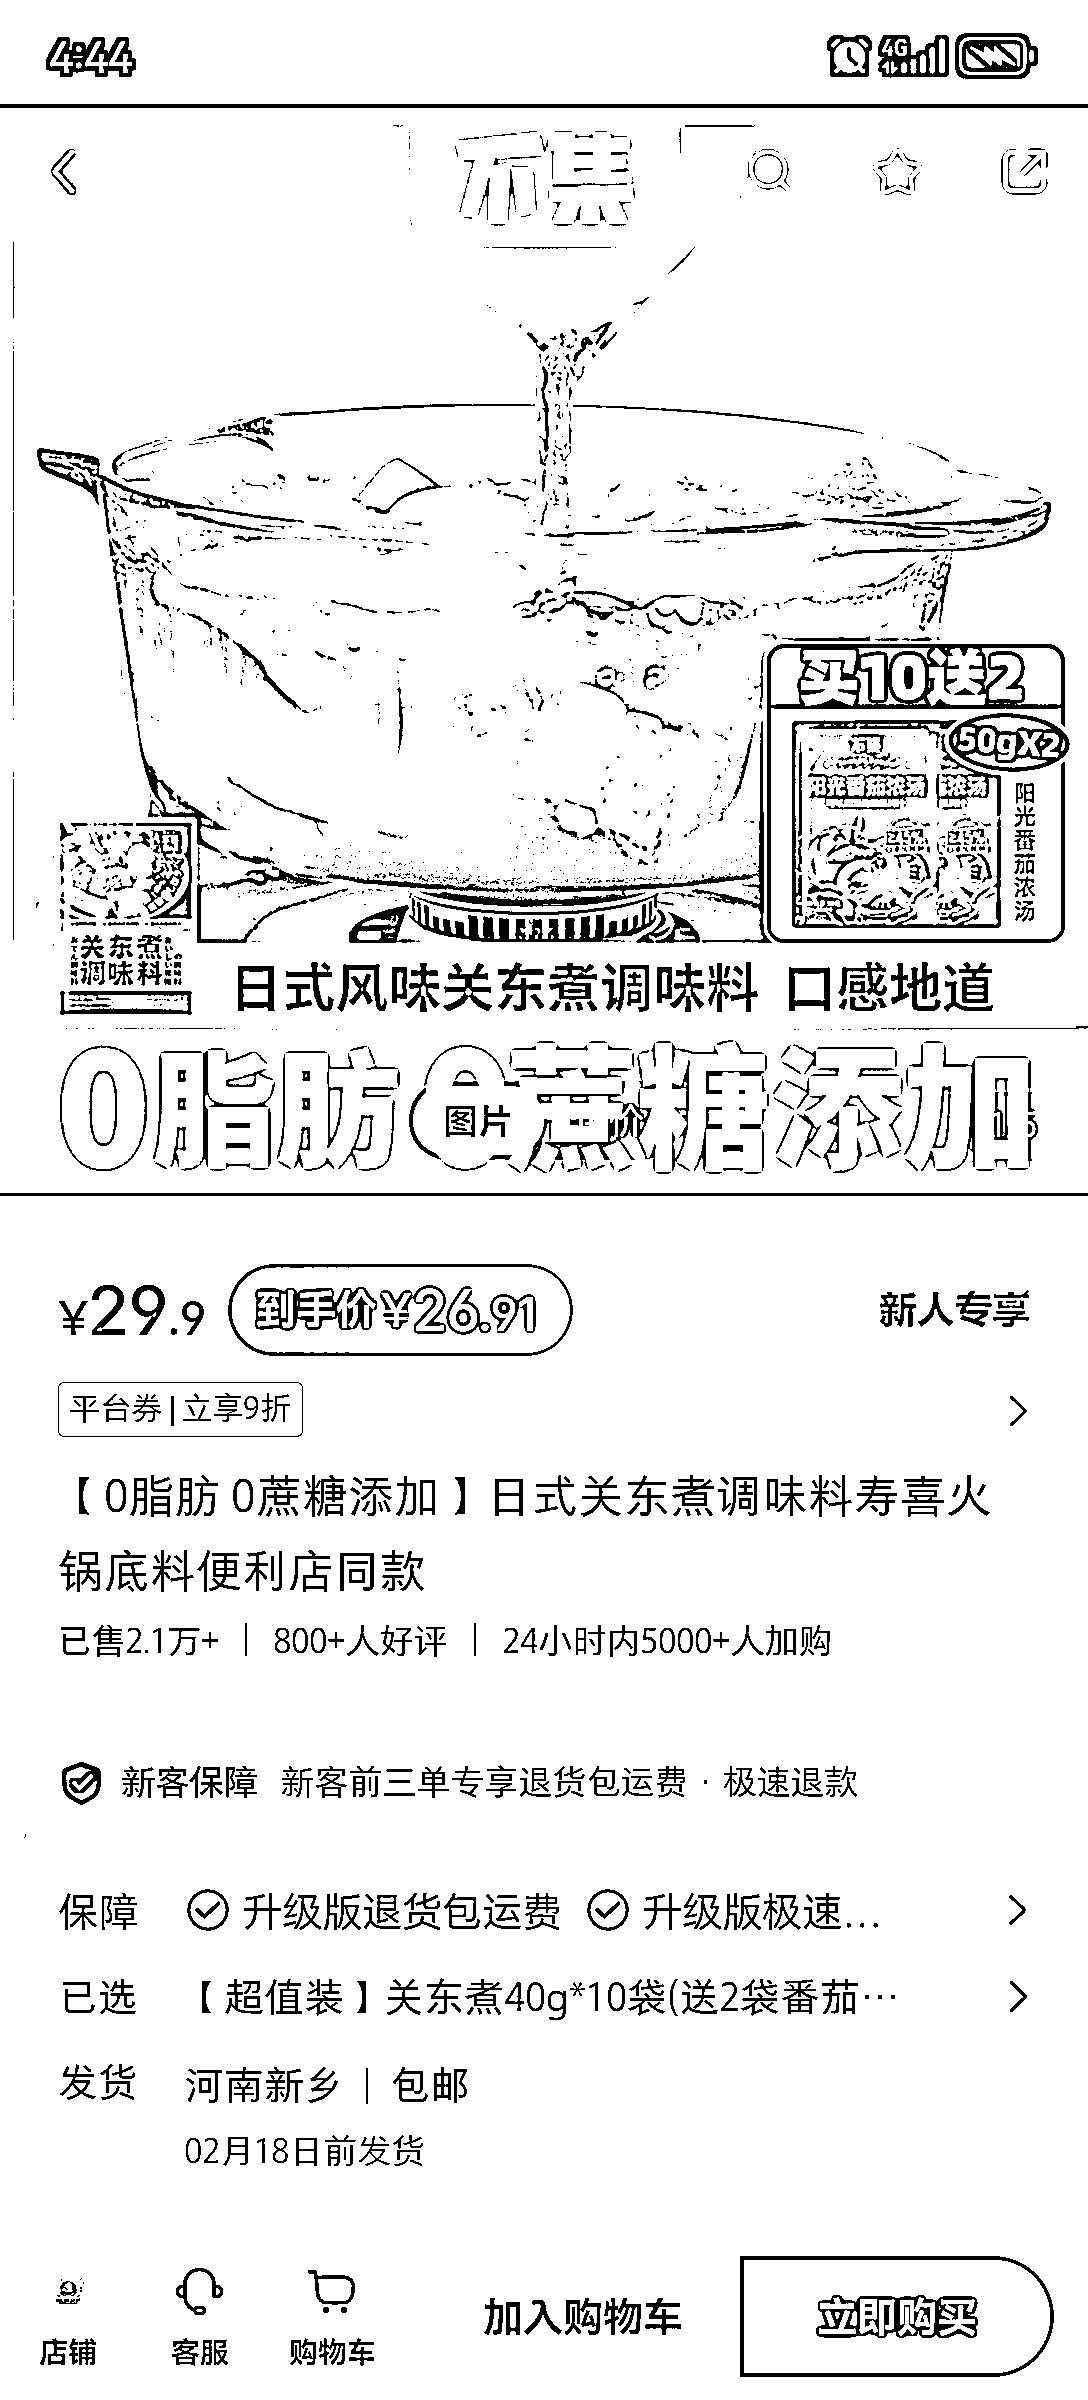 4:44
4G
买10送2
50gX2
阳光番茄浓汤
阳光番茄浓汤
关东煮
调味料
日式风味关东煮调味料 口感地道
0脂肪 0蔗糖添加
图片
¥29.9 到手价¥26.91
新人专享
平台券|立享9折
【0脂肪 0蔗糖添加】日式关东煮调味料寿喜火
锅底料便利店同款
已售2.1万+ | 800+人好评 | 24小时内5000+人加购
新客保障 新客前三单专享退货包运费 · 极速退款
保障 升级版退货包运费 升级版极速...
已选 【超值装】关东煮40g*10袋(送2袋番茄...
发货 河南新乡 | 包邮
02月18日前发货
店铺 客服 购物车 加入购物车 立即购买